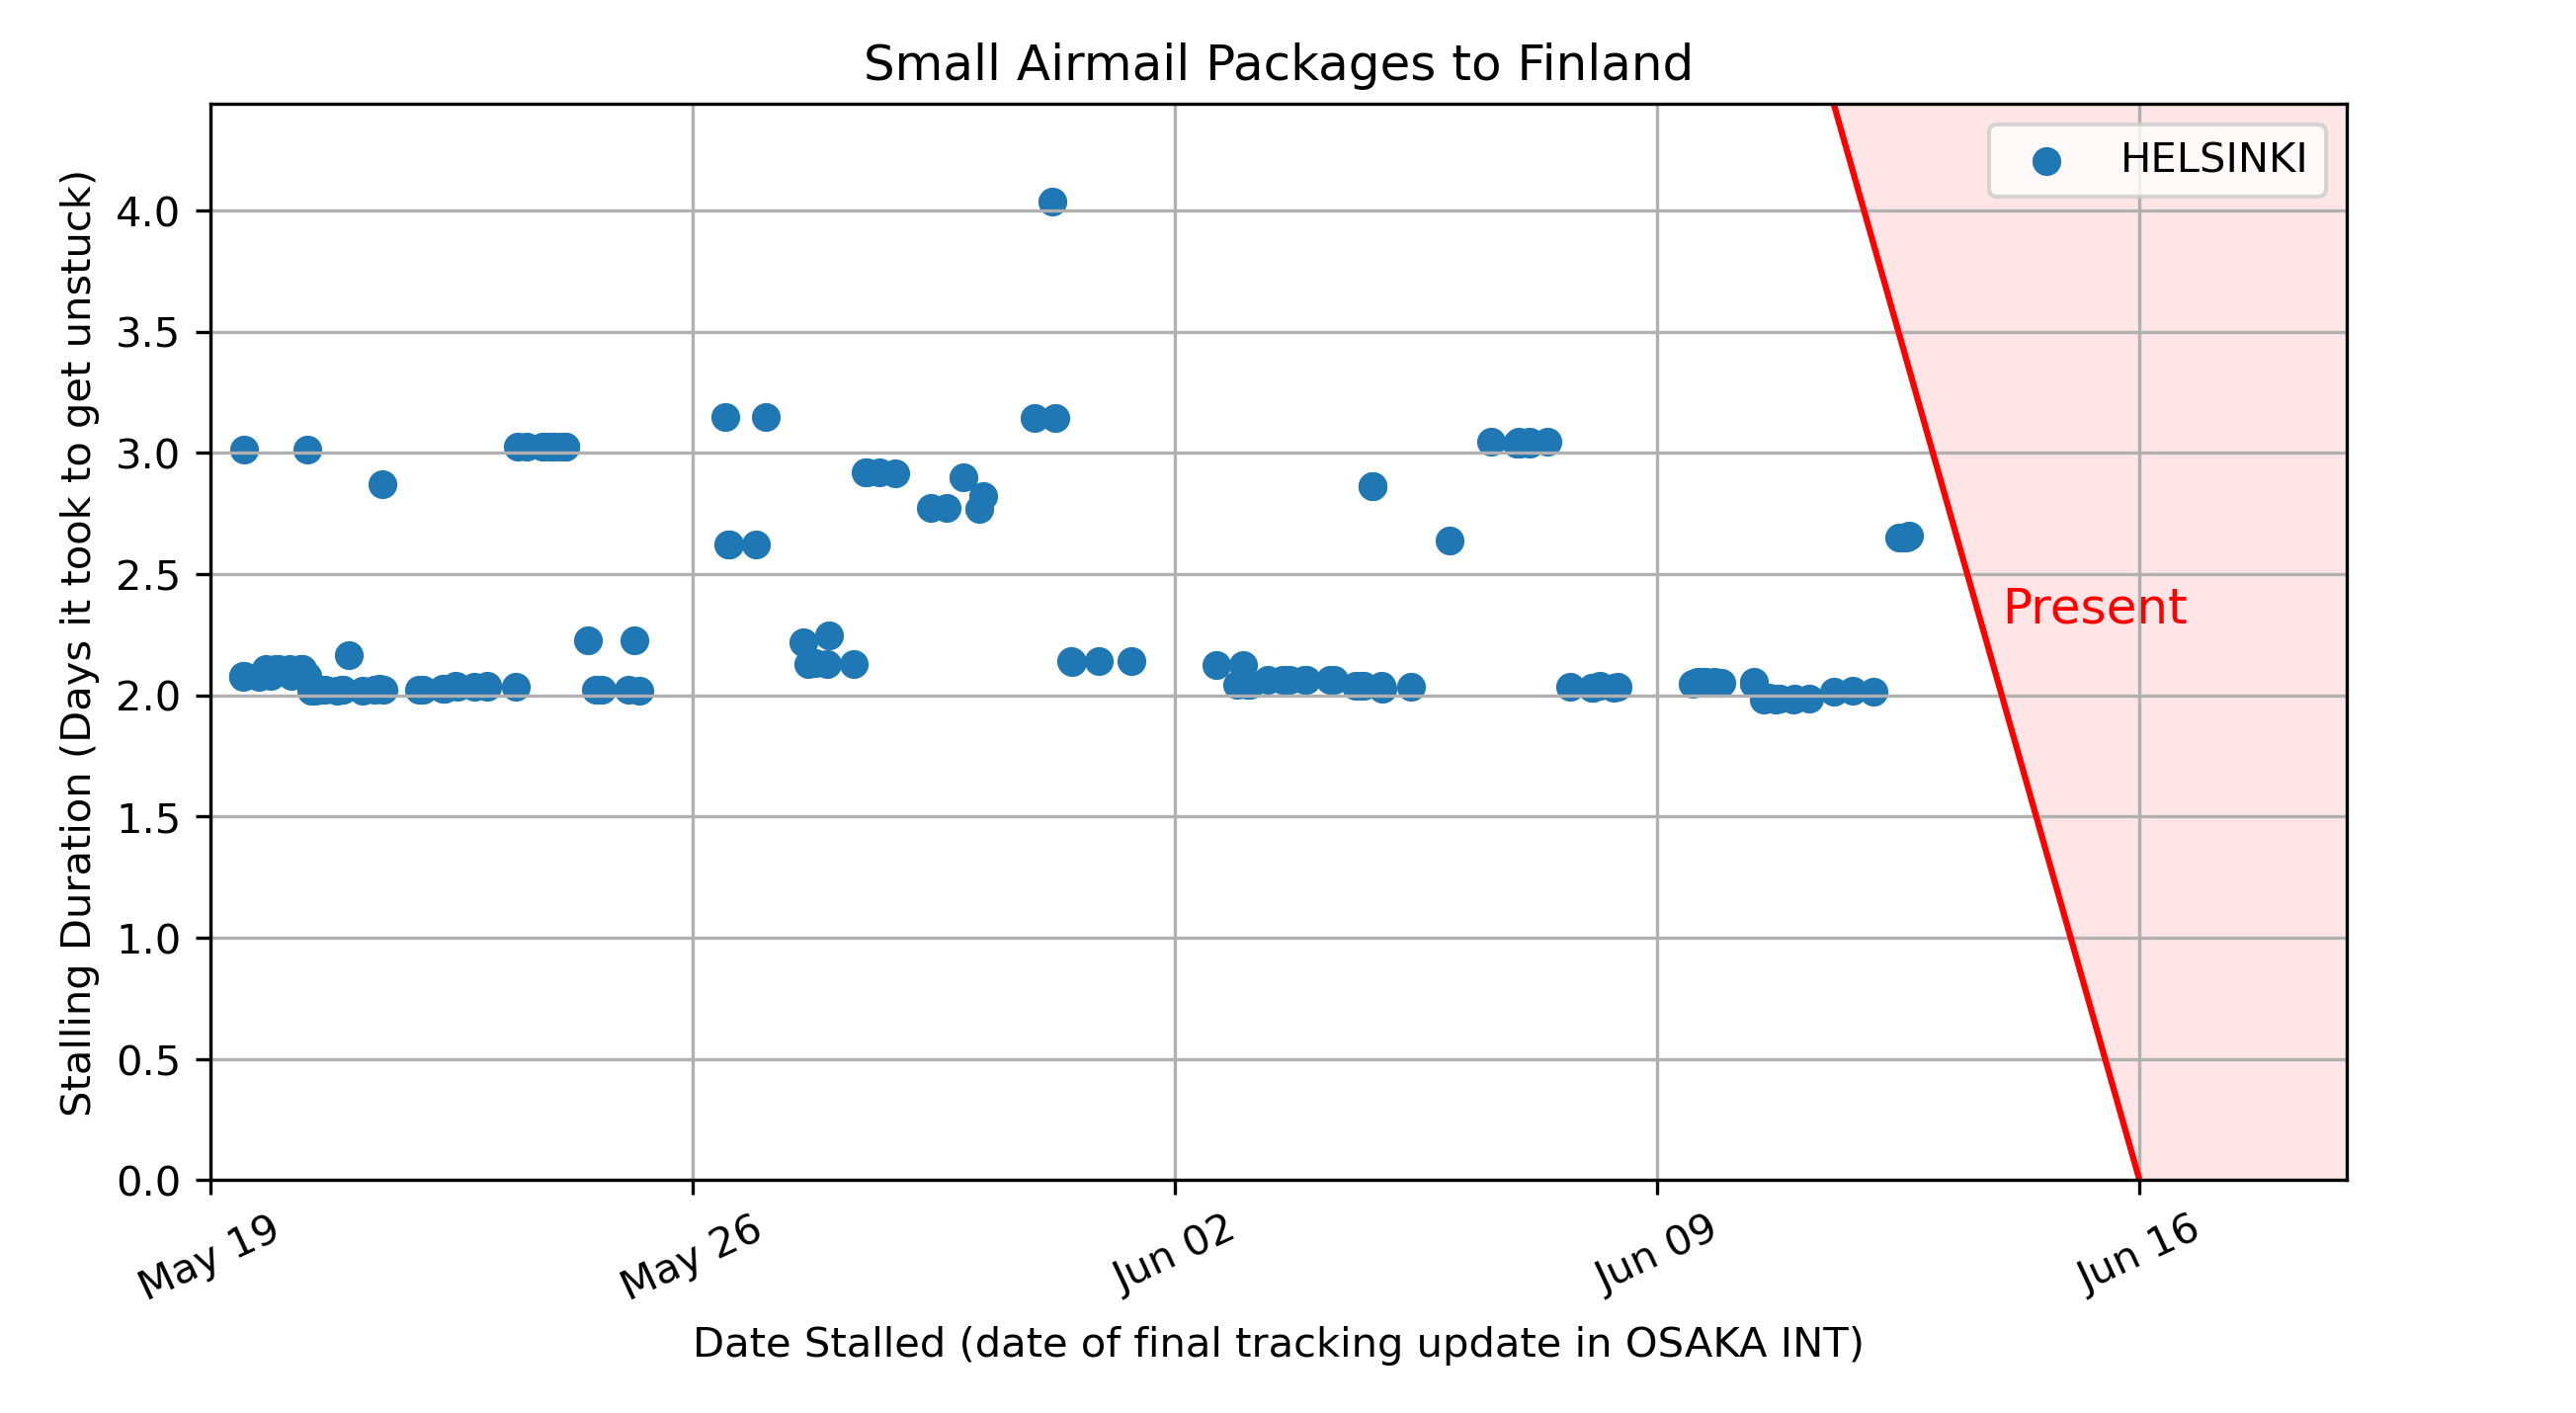 Small Airmail Packages to Finland
HELSINKI
Present
Stalling Duration (Days it took to get unstuck)
4.0
3.5
3.0
2.5
2.0
1.5
1.0
0.5
0.0
May 19
May 26
Jun 02
Jun 09
Jun 16
Date Stalled (date of final tracking update in OSAKA INT)